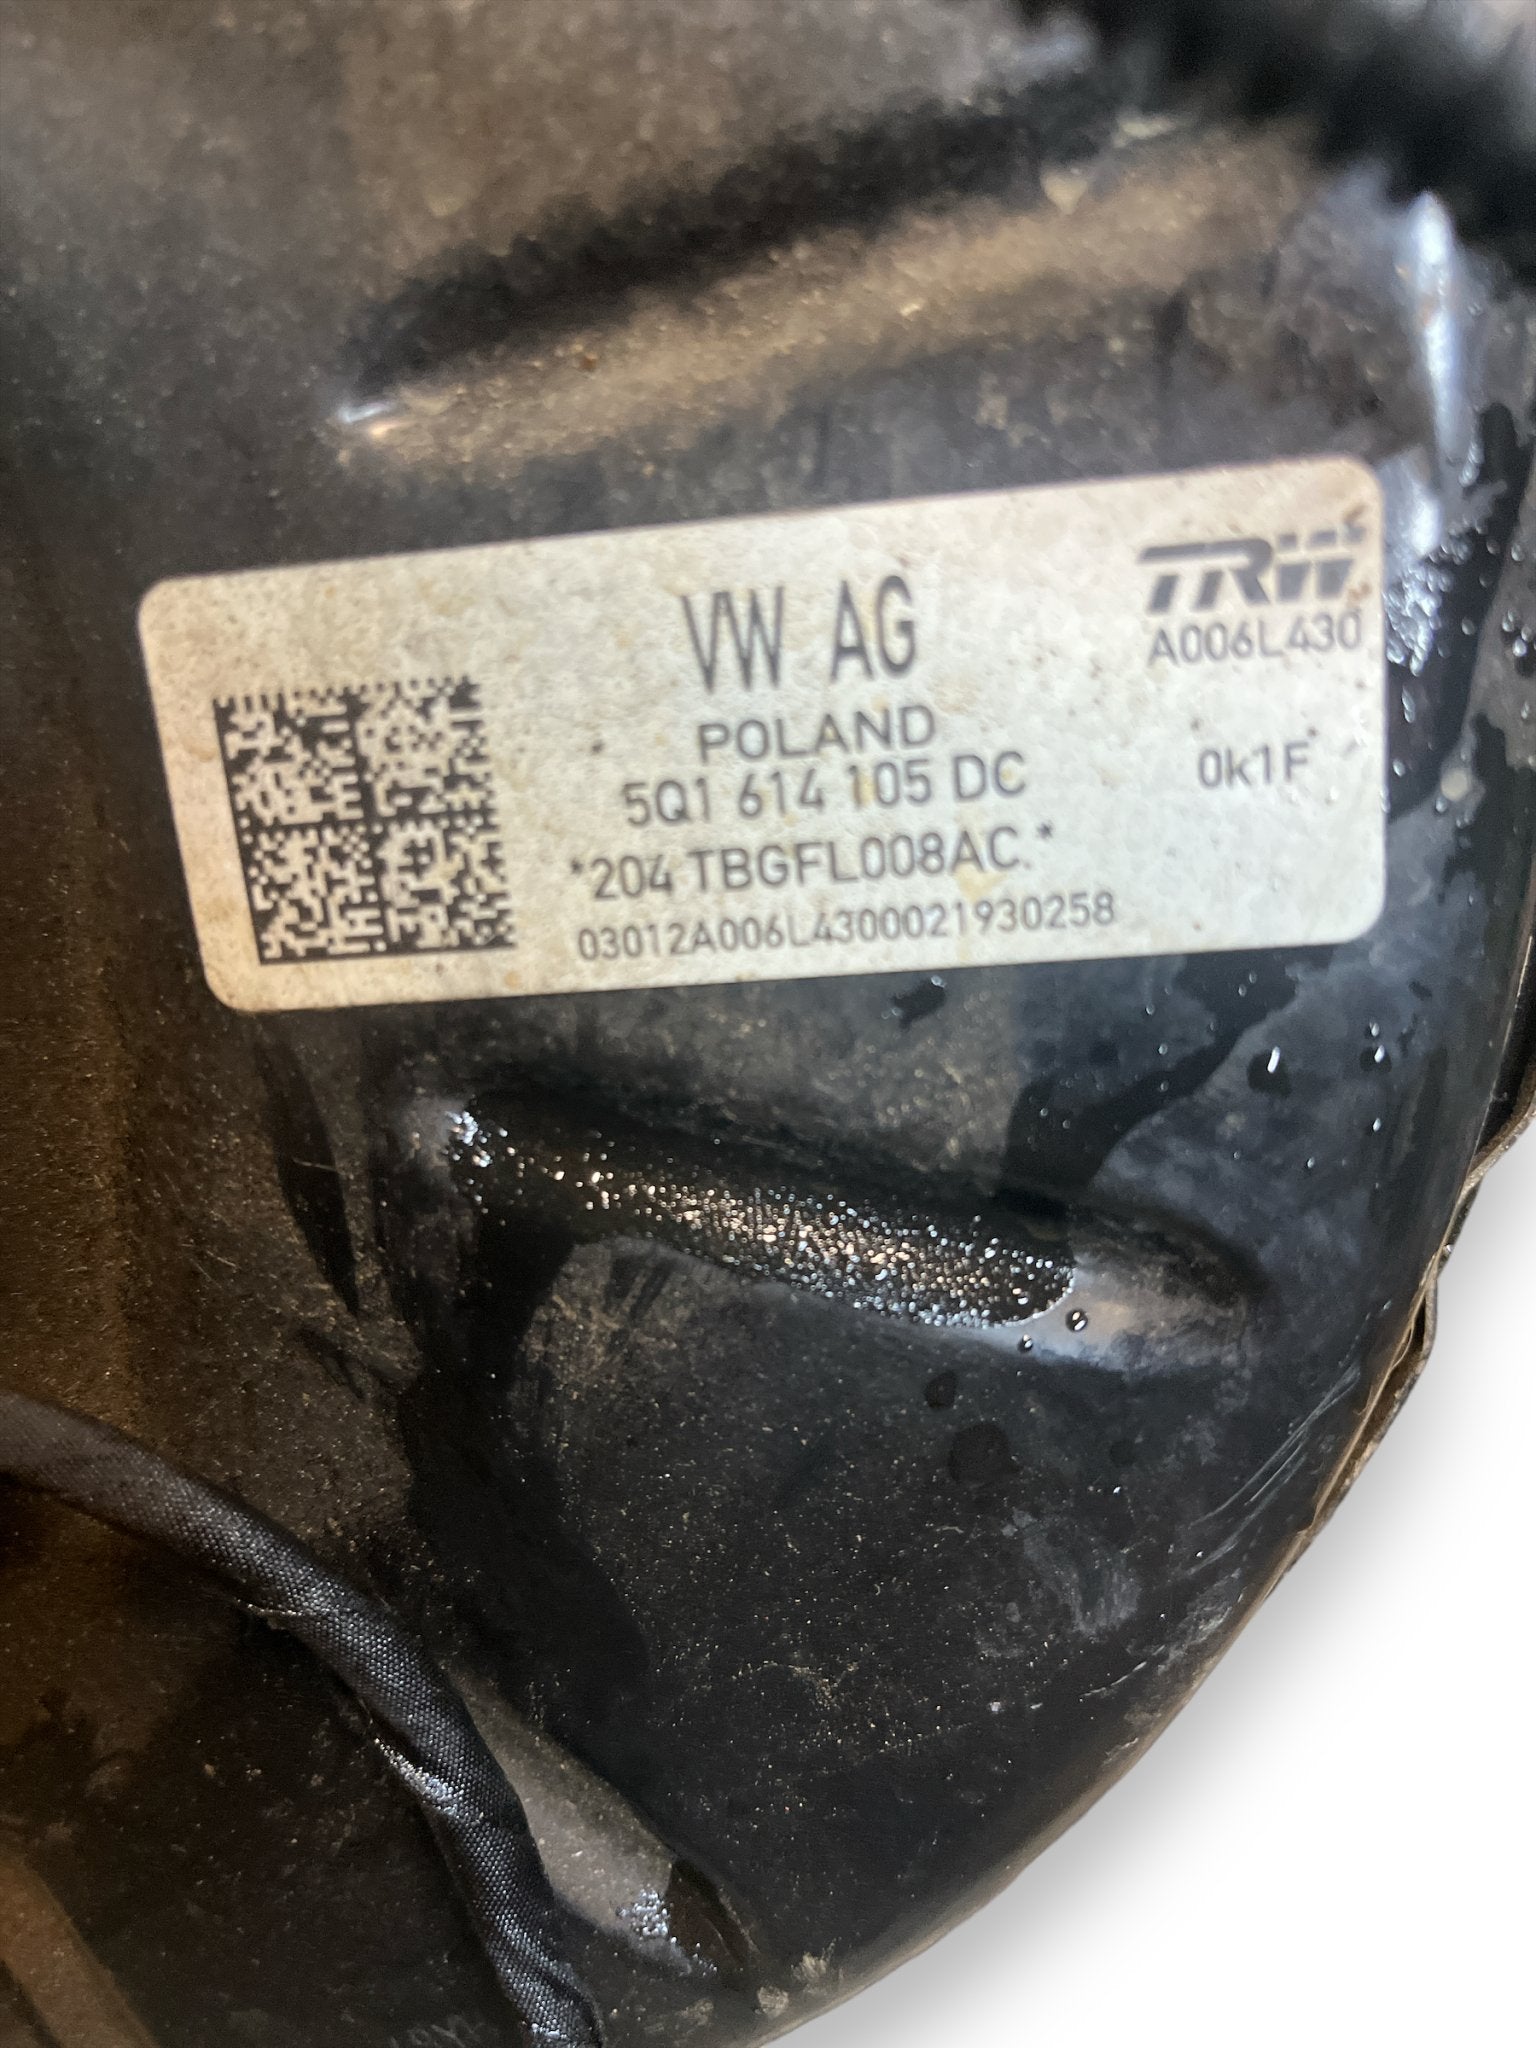 TRW
VW AG
A006L430
POLAND
5Q1 614 105 DC
0k1F
*204 TBGFL008AC.*
03012A006L4300021930258